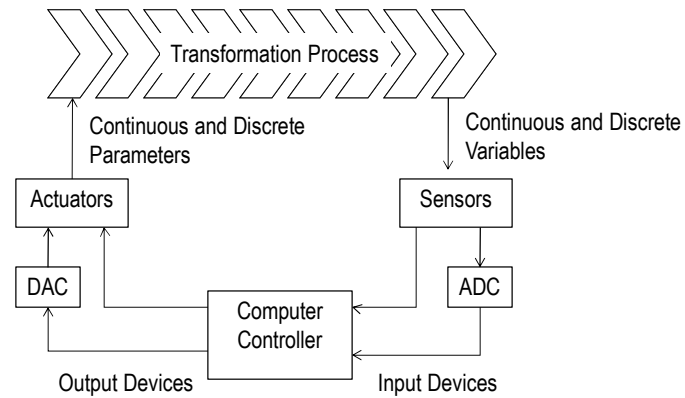 Transformation Process
Continuous and Discrete
Parameters
Continuous and Discrete
Variables
Actuators
Sensors
DAC
ADC
Computer
Controller
Output Devices
Input Devices